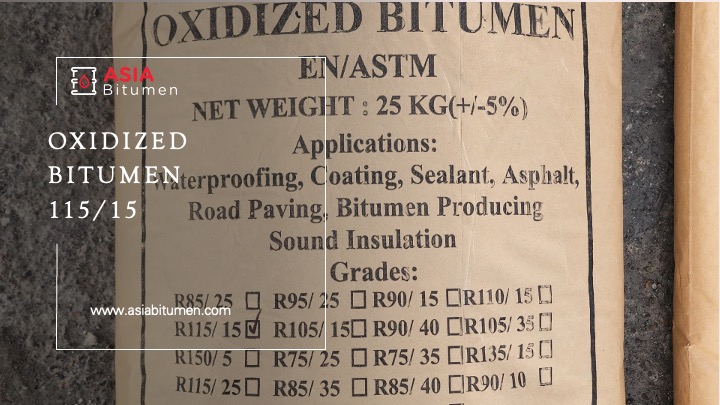 OXIDIZED BITUMEN
EN/ASTM
NET WEIGHT : 25 KG(+/-5%)
Applications:
Waterproofing, Coating, Sealant, Asphalt,
Road Paving, Bitumen Producing
Sound Insulation
Grades:
R85/ 25 ☐ R95/ 25 ☐ R90/ 15 ☐ R110/ 15 ☐
R115/ 15 ☑ R105/ 15 ☐ R90/ 40 ☐ R105/ 35 ☐
R150/ 5 ☐ R75/ 25 ☐ R75/ 35 ☐ R135/ 15 ☐
R115/ 25 ☐ R85/ 35 ☐ R85/ 40 ☐ R90/ 10 ☐
ASIA
Bitumen
OXIDIZED
BITUMEN
115/15
www.asiabitumen.com